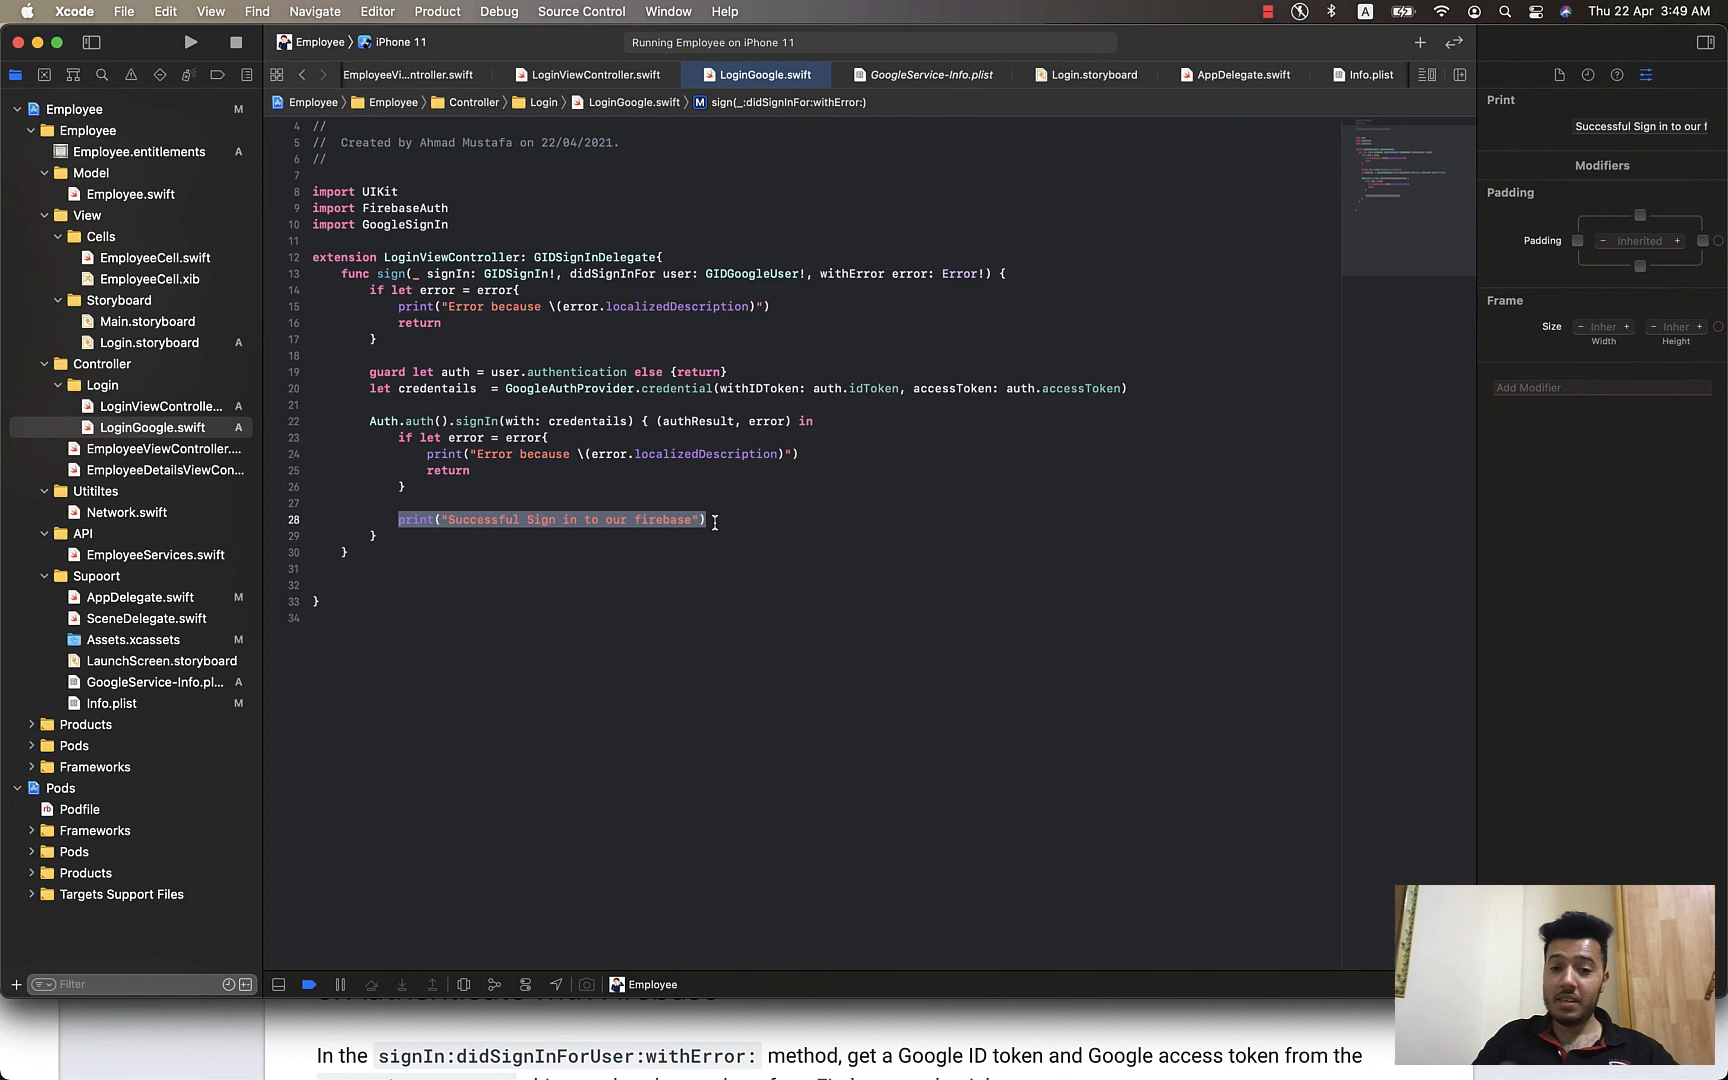 Xcode File Edit View Find Navigate Editor Product Debug Source Control Window Help
A
Thu 22 Apr 3:49 AM
Employee
iPhone 11
Running Employee on iPhone 11
EmployeeVi...ntroller.swift
LoginViewController.swift
LoginGoogle.swift
GoogleService-Info.plist
Login.storyboard
AppDelegate.swift
Info.plist
Employee
Employee
Controller
Login
LoginGoogle.swift
M
sign(_:didSignInFor:withError:)
Employee M
Employee
Employee.entitlements A
Model
Employee.swift
View
Cells
EmployeeCell.swift
EmployeeCell.xib
Storyboard
Main.storyboard
Login.storyboard A
Controller
Login
LoginViewControlle... A
LoginGoogle.swift A
EmployeeViewController....
EmployeeDetailsViewCon...
Utitiltes
Network.swift
API
EmployeeServices.swift
Supoort
AppDelegate.swift M
SceneDelegate.swift
Assets.xcassets M
LaunchScreen.storyboard
GoogleService-Info.pl... A
Info.plist M
Products
Pods
Frameworks
Pods
rb Podfile
Frameworks
Pods
Products
Targets Support Files
Filter
4 //
5 // Created by Ahmad Mustafa on 22/04/2021.
6 //
7
8 import UIKit
9 import FirebaseAuth
10 import GoogleSignIn
11
12 extension LoginViewController: GIDSignInDelegate{
13 func sign(_ signIn: GIDSignIn!, didSignInFor user: GIDGoogleUser!, withError error: Error!) {
14 if let error = error{
15 print("Error because \(error.localizedDescription)")
16 return
17 }
18
19 guard let auth = user.authentication else {return}
20 let credentails  = GoogleAuthProvider.credential(withIDToken: auth.idToken, accessToken: auth.accessToken)
21
22 Auth.auth().signIn(with: credentails) { (authResult, error) in
23 if let error = error{
24 print("Error because \(error.localizedDescription)")
25 return
26 }
27
28 print("Successful Sign in to our firebase")
29 }
30 }
31
32
33 }
34
Employee
Print
Successful Sign in to our f
Modifiers
Padding
Padding − Inherited +
Frame
Size − Inher + − Inher +
Width Height
Add Modifier
In the signIn:didSignInForUser:withError: method, get a Google ID token and Google access token from the